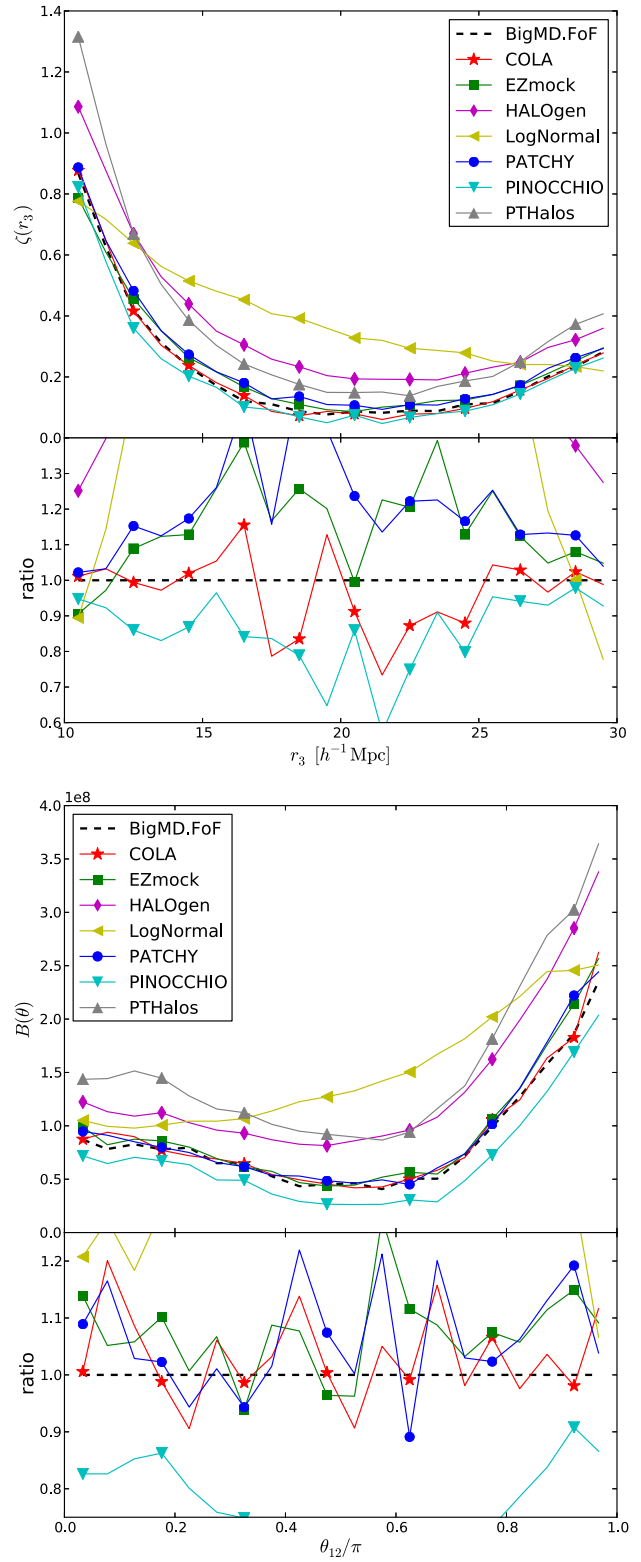 1.4
1.2
1.0
0.8
0.6
0.4
0.2
0.0
ζ(r₃)
BigMD.FoF
COLA
EZmock
HALOgen
LogNormal
PATCHY
PINOCCHIO
PTHalos
1.3
1.2
1.1
1.0
0.9
0.8
0.7
0.6
ratio
10 15 20 25 30
r₃ [h⁻¹ Mpc]
1e8
4.0
3.5
3.0
2.5
2.0
1.5
1.0
0.5
0.0
B(θ)
BigMD.FoF
COLA
EZmock
HALOgen
LogNormal
PATCHY
PINOCCHIO
PTHalos
1.2
1.1
1.0
0.9
0.8
ratio
0.0 0.2 0.4 0.6 0.8 1.0
θ₁₂/π